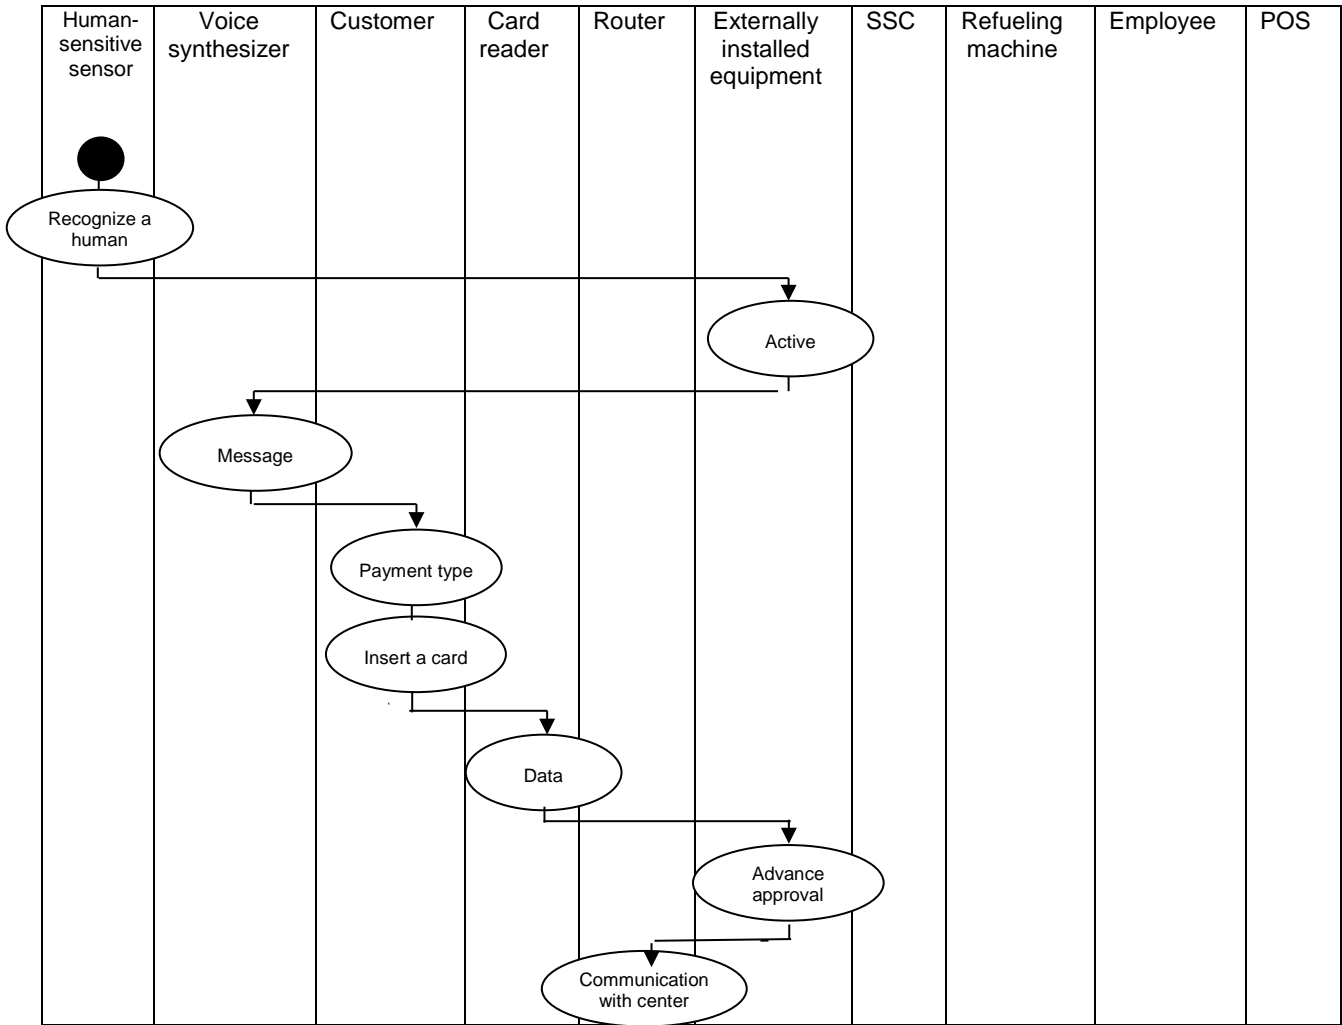 Human-
sensitive
sensor
Voice
synthesizer
Customer
Card
reader
Router
Externally
installed
equipment
SSC
Refueling
machine
Employee
POS
Recognize a
human
Active
Message
Payment type
Insert a card
Data
Advance
approval
Communication
with center